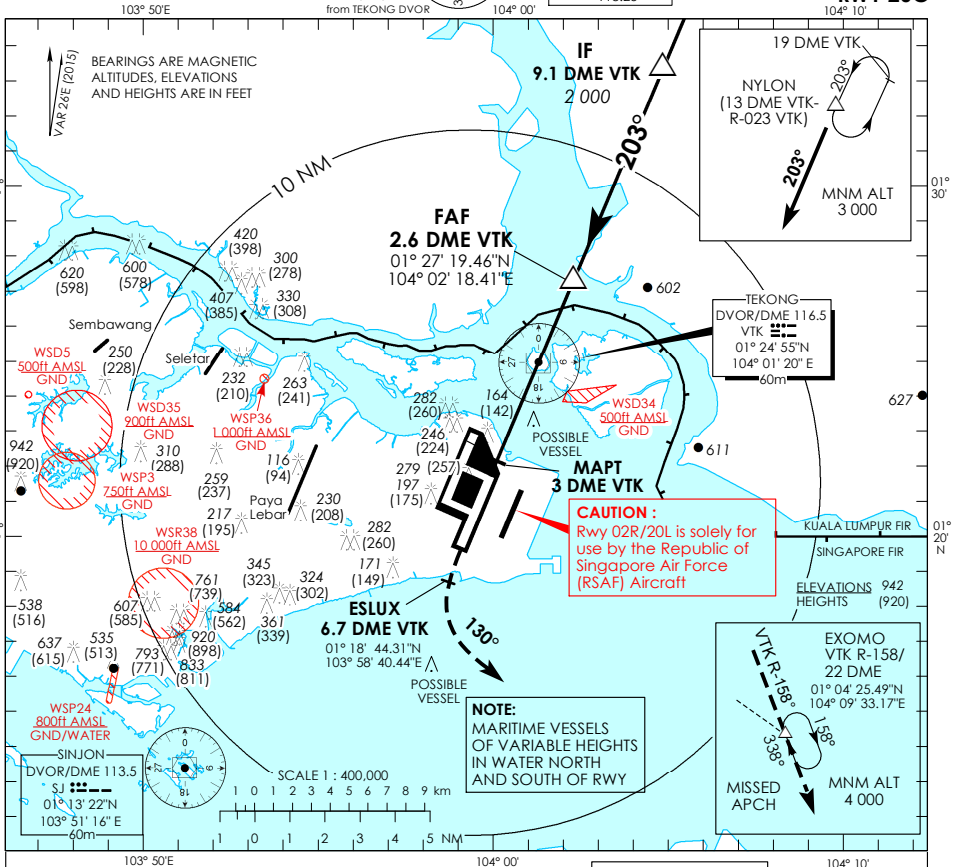 103° 50'E
from TEKONG DVOR
104° 00'
104° 10'
BEARINGS ARE MAGNETIC
ALTITUDES, ELEVATIONS
AND HEIGHTS ARE IN FEET
VAR 26'E (2015)
IF
9.1 DME VTK
2 000
203°
19 DME VTK
203°
NYLON
(13 DME VTK-
R-023 VTK)
203°
MNM ALT
3 000
01°
30'
10 NM
FAF
2.6 DME VTK
01° 27' 19.46"N
104° 02' 18.41"E
620
(598)
600
(578)
420
(398)
300
(278)
407
(385)
330
(308)
602
TEKONG
DVOR/DME 116.5
VTK
01° 24' 55"N
104° 01' 20" E
60m
Sembawang
Seletar
WSD5
500ft AMSL
GND
250
(228)
232
(210)
263
(241)
0
9
18
27
WSD35
900ft AMSL
GND
WSP36
1 000ft AMSL
GND
282
(260)
164
(142)
WSD34
500ft AMSL
GND
627
942
(920)
310
(288)
246
(224)
POSSIBLE
VESSEL
611
WSP3
750ft AMSL
GND
259
(237)
116
(94)
279
(257)
197
(175)
MAPT
3 DME VTK
Paya
Lebar
230
(208)
217
(195)
CAUTION :
Rwy 02R/20L is solely for
use by the Republic of
Singapore Air Force
(RSAF) Aircraft
KUALA LUMPUR FIR
SINGAPORE FIR
01°
20'
N
WSR38
10 000ft AMSL
GND
282
(260)
171
(149)
345
(323)
324
(302)
761
(739)
607
(585)
584
(562)
361
(339)
538
(516)
ELEVATIONS 942
HEIGHTS (920)
ESLUX
6.7 DME VTK
01° 18' 44.31"N
103° 58' 40.44"E
130°
POSSIBLE
VESSEL
637
(615)
535
(513)
793
(771)
920
(898)
833
(811)
WSP24
800ft AMSL
GND/WATER
NOTE:
MARITIME VESSELS
OF VARIABLE HEIGHTS
IN WATER NORTH
AND SOUTH OF RWY
VTK R-158°
EXOMO
VTK R-158/
22 DME
01° 04' 25.49"N
104° 09' 33.17"E
158°
338°
MISSED
APCH
MNM ALT
4 000
SINJON
DVOR/DME 113.5
SJ
01° 13' 22"N
103° 51' 16" E
60m
0
9
18
27
SCALE 1 : 400,000
1 0 1 2 3 4 5 6 7 8 9 km
1 0 1 2 3 4 5 NM
103° 50'E
104° 00'
104° 10'